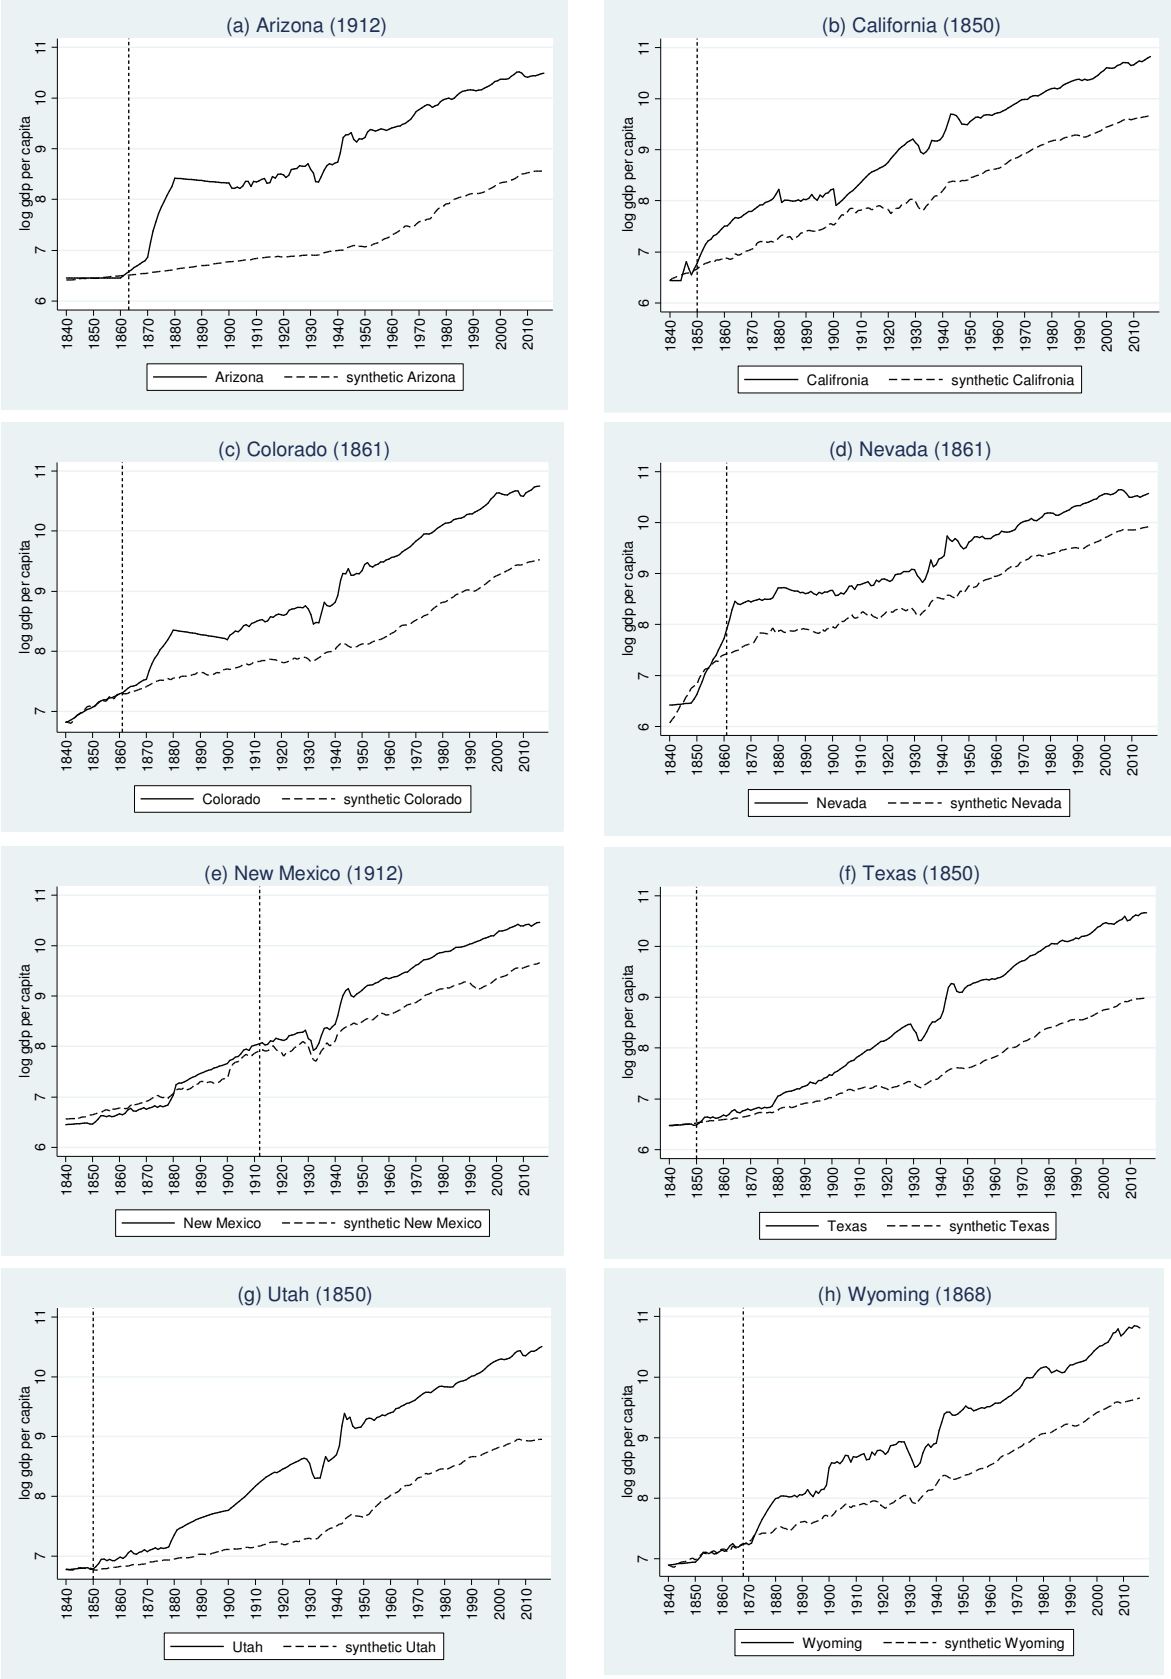 (a) Arizona (1912)
log gdp per capita
11
10
9
8
7
6
1840 1850 1860 1870 1880 1890 1900 1910 1920 1930 1940 1950 1960 1970 1980 1990 2000 2010
Arizona synthetic Arizona
(b) California (1850)
log gdp per capita
11
10
9
8
7
6
1840 1850 1860 1870 1880 1890 1900 1910 1920 1930 1940 1950 1960 1970 1980 1990 2000 2010
Califronia synthetic Califronia
(c) Colorado (1861)
log gdp per capita
11
10
9
8
7
1840 1850 1860 1870 1880 1890 1900 1910 1920 1930 1940 1950 1960 1970 1980 1990 2000 2010
Colorado synthetic Colorado
(d) Nevada (1861)
log gdp per capita
11
10
9
8
7
6
1840 1850 1860 1870 1880 1890 1900 1910 1920 1930 1940 1950 1960 1970 1980 1990 2000 2010
Nevada synthetic Nevada
(e) New Mexico (1912)
log gdp per capita
11
10
9
8
7
6
1840 1850 1860 1870 1880 1890 1900 1910 1920 1930 1940 1950 1960 1970 1980 1990 2000 2010
New Mexico synthetic New Mexico
(f) Texas (1850)
log gdp per capita
11
10
9
8
7
6
1840 1850 1860 1870 1880 1890 1900 1910 1920 1930 1940 1950 1960 1970 1980 1990 2000 2010
Texas synthetic Texas
(g) Utah (1850)
log gdp per capita
11
10
9
8
7
1840 1850 1860 1870 1880 1890 1900 1910 1920 1930 1940 1950 1960 1970 1980 1990 2000 2010
Utah synthetic Utah
(h) Wyoming (1868)
log gdp per capita
11
10
9
8
7
1840 1850 1860 1870 1880 1890 1900 1910 1920 1930 1940 1950 1960 1970 1980 1990 2000 2010
Wyoming synthetic Wyoming